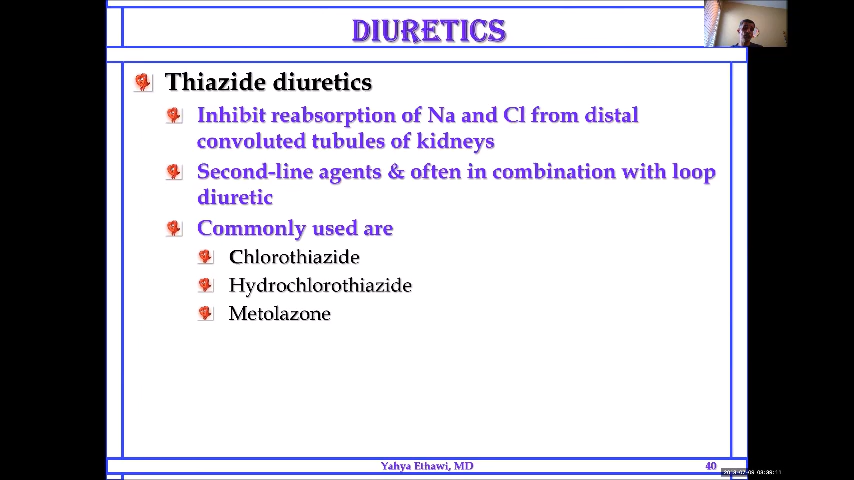 DIURETICS
Thiazide diuretics
Inhibit reabsorption of Na and Cl from distal
convoluted tubules of kidneys
Second-line agents & often in combination with loop
diuretic
Commonly used are
Chlorothiazide
Hydrochlorothiazide
Metolazone
Yahya Ethawi, MD
40